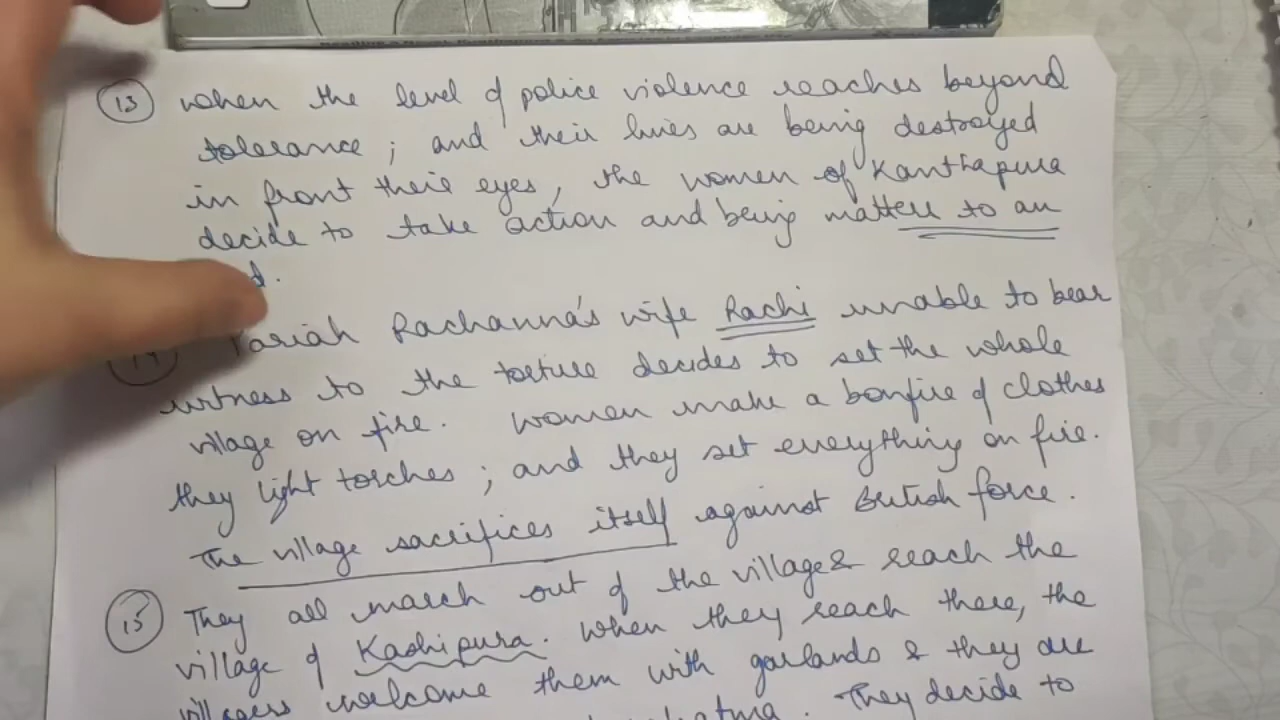 13 when the level of police violence reaches beyond
tolerance; and their lives are being destroyed
in front their eyes, the women of Kanthapura
decide to take action and being matters to an
d.
14 Pariah Rachanna's wife Rachi unable to bear
witness to the torture decides to set the whole
village on fire. Women make a bonfire of clothes
they light torches; and they set everything on fire.
The village sacrifices itself against British force.
15 They all march out of the village & reach the
village of Kashipura. When they reach there, the
villagers welcome them with garlands & they are
They decide to